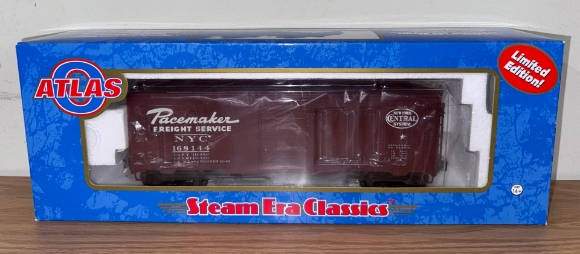 ATLAS
O
Limited
Edition!
Pacemaker
FREIGHT SERVICE
NYC
168144
NEW YORK
CENTRAL
SYSTEM
Steam Era Classics